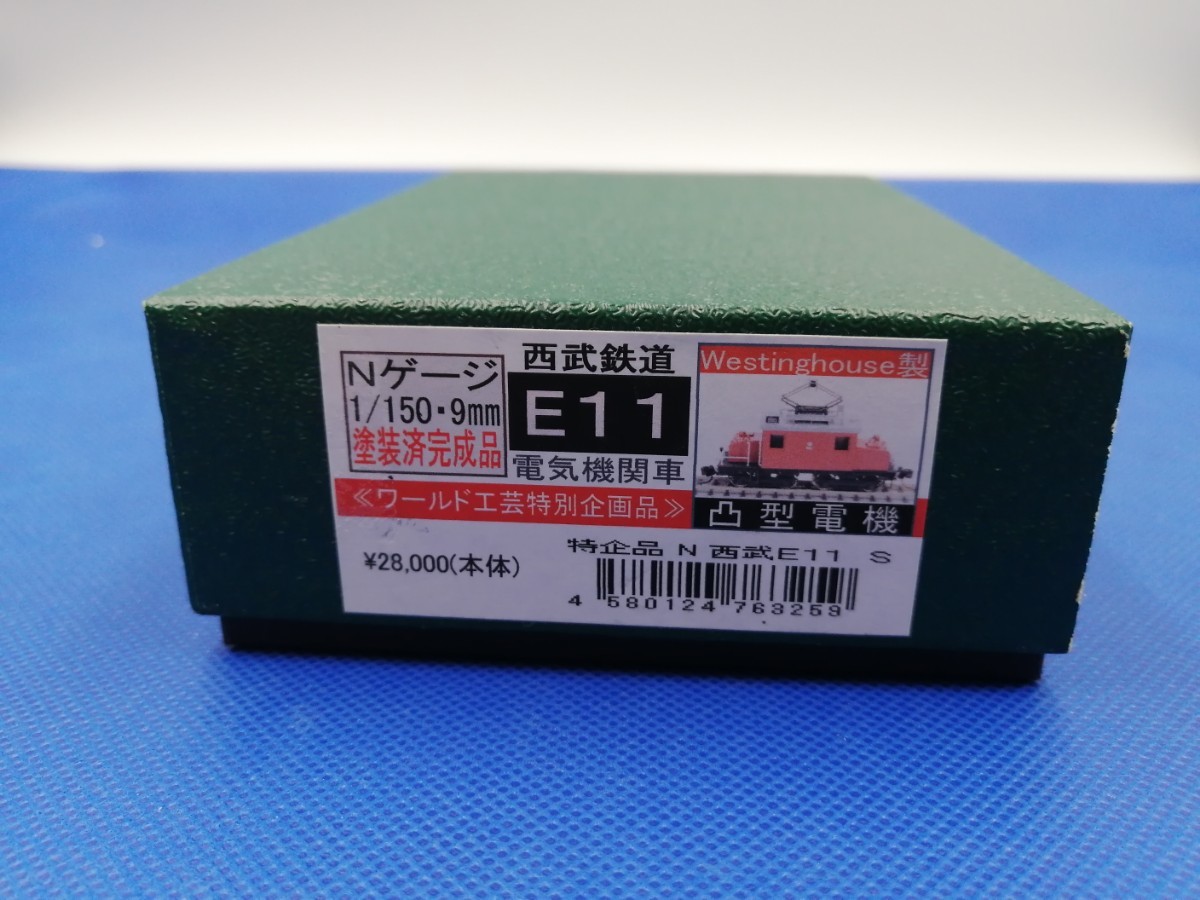 Nゲージ
1/150・9mm
塗装済完成品
西武鉄道
E11
電気機関車
≪ワールド工芸特別企画品≫
Westinghouse製
凸型電機
¥28,000(本体)
特企品 N 西武E11 S
4 580124 763259